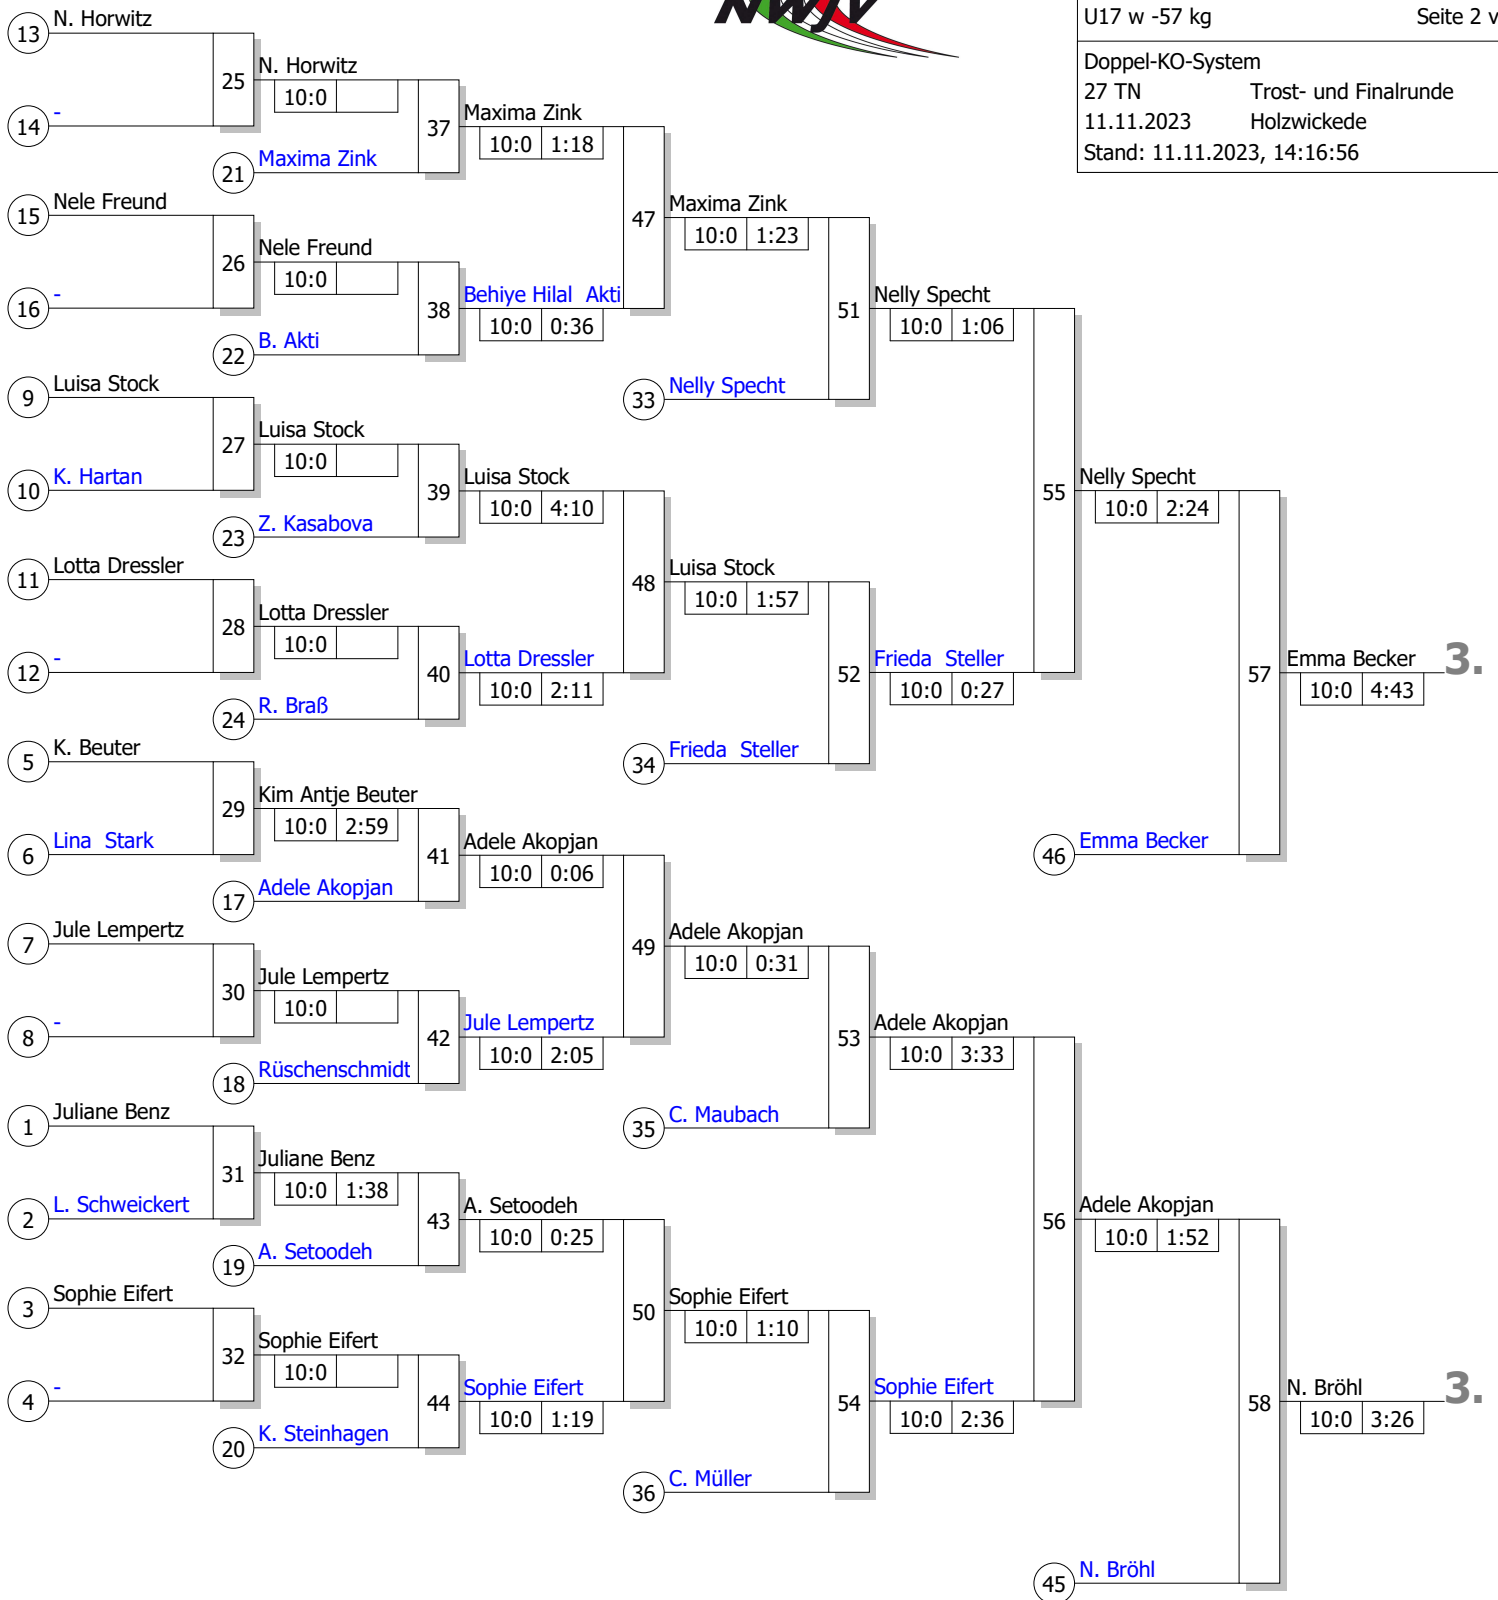 NWJV
U17 w -57 kg Seite 2 v
Doppel-KO-System
27 TN Trost- und Finalrunde
11.11.2023 Holzwickede
Stand: 11.11.2023, 14:16:56
13 N. Horwitz
25
N. Horwitz
10:0
14 -
37
Maxima Zink
10:0 1:18
21 Maxima Zink
15 Nele Freund
47
Maxima Zink
10:0 1:23
26
Nele Freund
10:0
16 -
38
Behiye Hilal Akti
10:0 0:36
22 B. Akti
51
Nelly Specht
10:0 1:06
9 Luisa Stock
33 Nelly Specht
27
Luisa Stock
10:0
10 K. Hartan
39
Luisa Stock
10:0 4:10
23 Z. Kasabova
55
Nelly Specht
10:0 2:24
11 Lotta Dressler
48
Luisa Stock
10:0 1:57
28
Lotta Dressler
10:0
12 -
40
Lotta Dressler
10:0 2:11
24 R. Braß
52
Frieda Steller
10:0 0:27
57
Emma Becker
10:0 4:43
3.
5 K. Beuter
34 Frieda Steller
29
Kim Antje Beuter
10:0 2:59
6 Lina Stark
41
Adele Akopjan
10:0 0:06
46 Emma Becker
17 Adele Akopjan
7 Jule Lempertz
49
Adele Akopjan
10:0 0:31
30
Jule Lempertz
10:0
8 -
42
Jule Lempertz
10:0 2:05
18 Rüschenschmidt
53
Adele Akopjan
10:0 3:33
1 Juliane Benz
35 C. Maubach
31
Juliane Benz
10:0 1:38
2 L. Schweickert
43
A. Setoodeh
10:0 0:25
19 A. Setoodeh
56
Adele Akopjan
10:0 1:52
3 Sophie Eifert
50
Sophie Eifert
10:0 1:10
32
Sophie Eifert
10:0
4 -
44
Sophie Eifert
10:0 1:19
20 K. Steinhagen
54
Sophie Eifert
10:0 2:36
58
N. Bröhl
10:0 3:26
3.
36 C. Müller
45 N. Bröhl